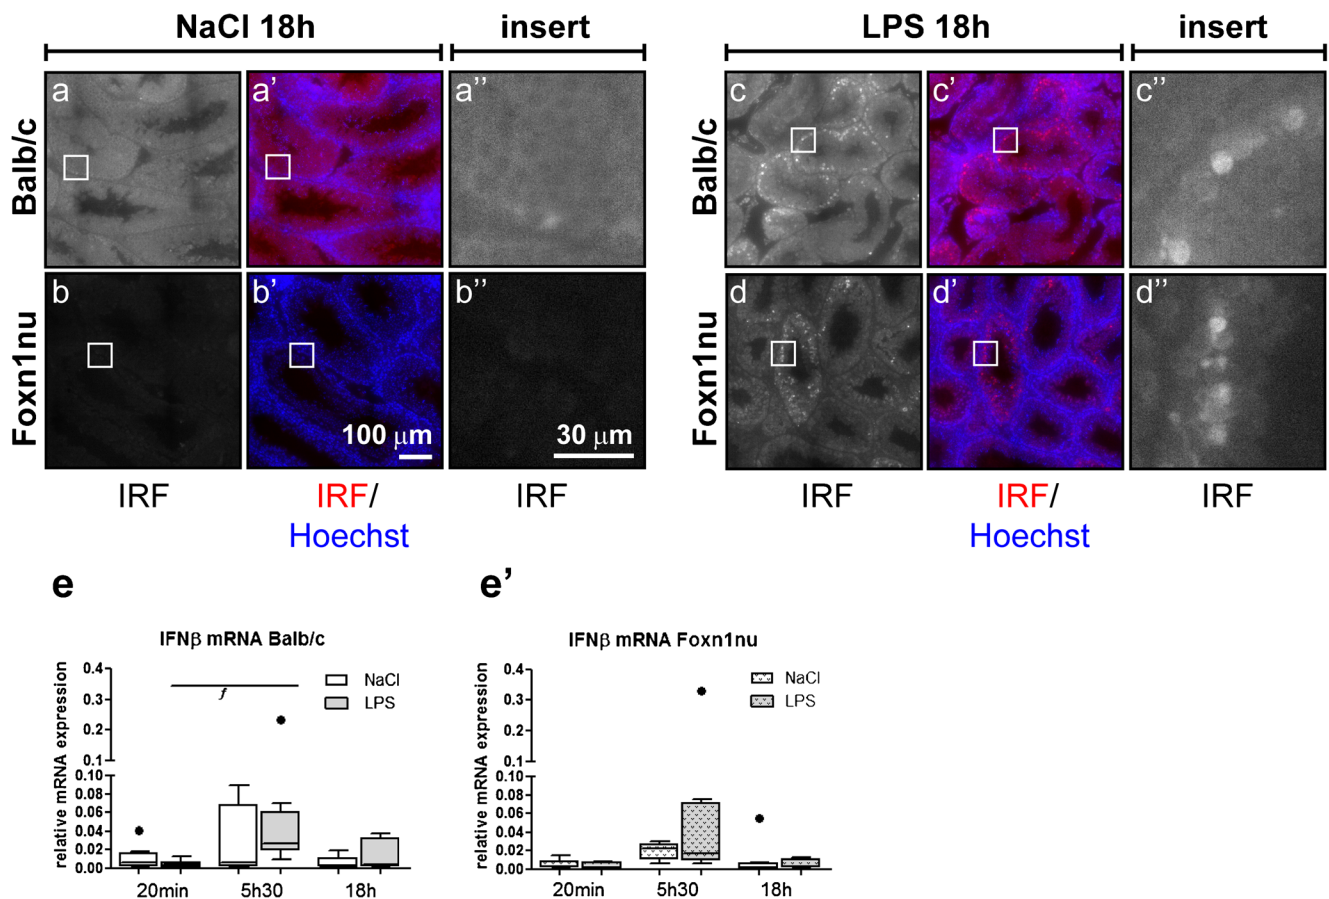 NaCl 18h insert LPS 18h insert
Balb/c a a’ a’’ Balb/c c c’ c’’
Foxn1nu b b’ b’’ Foxn1nu d d’ d’’
100 μm 30 μm
IRF IRF/ IRF IRF IRF/ IRF
Hoechst Hoechst
e e’
IFNβ mRNA Balb/c
relative mRNA expression
0.4
0.3
0.2
0.1
0.10
0.08
0.06
0.04
0.02
0.00
f
NaCl
LPS
20min 5h30 18h
IFNβ mRNA Foxn1nu
relative mRNA expression
0.4
0.3
0.2
0.1
0.10
0.08
0.06
0.04
0.02
0.00
NaCl
LPS
20min 5h30 18h